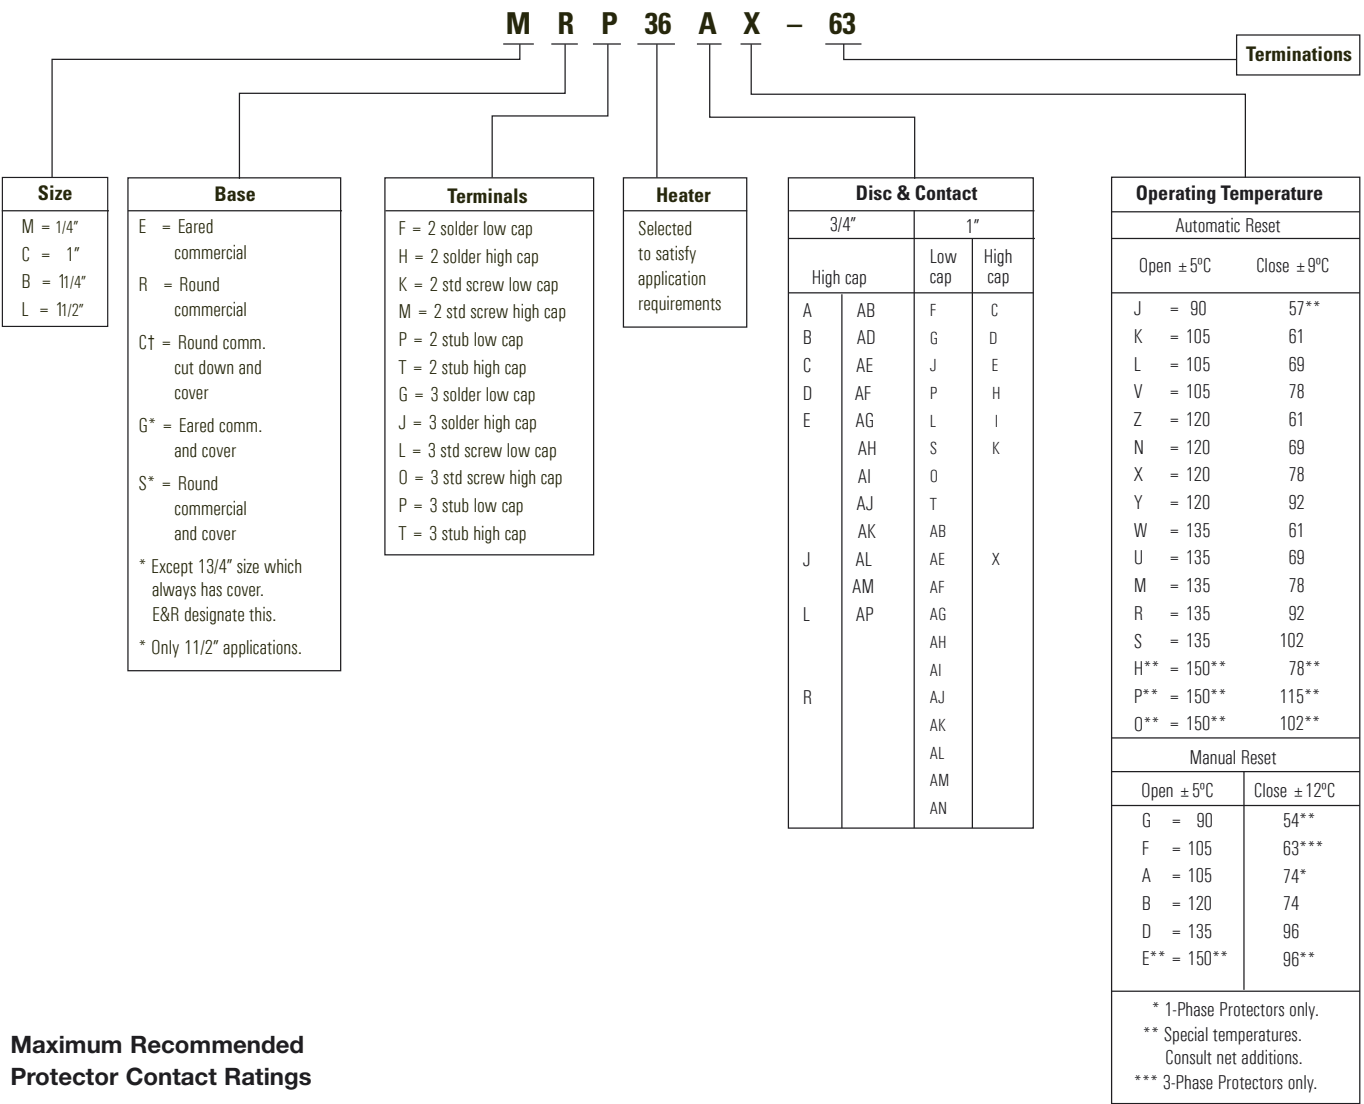 M R P 36 A X – 63
Terminations
Size
M = 1/4"
C = 1"
B = 11/4"
L = 11/2"
Base
E = Eared
commercial
R = Round
commercial
C† = Round comm.
cut down and
cover
G* = Eared comm.
and cover
S* = Round
commercial
and cover
* Except 13/4" size which
always has cover.
E&R designate this.
* Only 11/2" applications.
Terminals
F = 2 solder low cap
H = 2 solder high cap
K = 2 std screw low cap
M = 2 std screw high cap
P = 2 stub low cap
T = 2 stub high cap
G = 3 solder low cap
J = 3 solder high cap
L = 3 std screw low cap
O = 3 std screw high cap
P = 3 stub low cap
T = 3 stub high cap
Heater
Selected
to satisfy
application
requirements
Disc & Contact
3/4" 1"
High cap Low cap High cap
A AB F C
B AD G D
C AE J E
D AF P H
E AG L I
AH S K
AI O
AJ T
AK AB
J AL AE X
AM AF
L AP AG
AH
AI
R AJ
AK
AL
AM
AN
Operating Temperature
Automatic Reset
Open ±5ºC Close ±9ºC
J = 90 57**
K = 105 61
L = 105 69
V = 105 78
Z = 120 61
N = 120 69
X = 120 78
Y = 120 92
W = 135 61
U = 135 69
M = 135 78
R = 135 92
S = 135 102
H** = 150** 78**
P** = 150** 115**
O** = 150** 102**
Manual Reset
Open ±5ºC Close ±12ºC
G = 90 54**
F = 105 63***
A = 105 74*
B = 120 74
D = 135 96
E** = 150** 96**
* 1-Phase Protectors only.
** Special temperatures.
Consult net additions.
*** 3-Phase Protectors only.
Maximum Recommended
Protector Contact Ratings